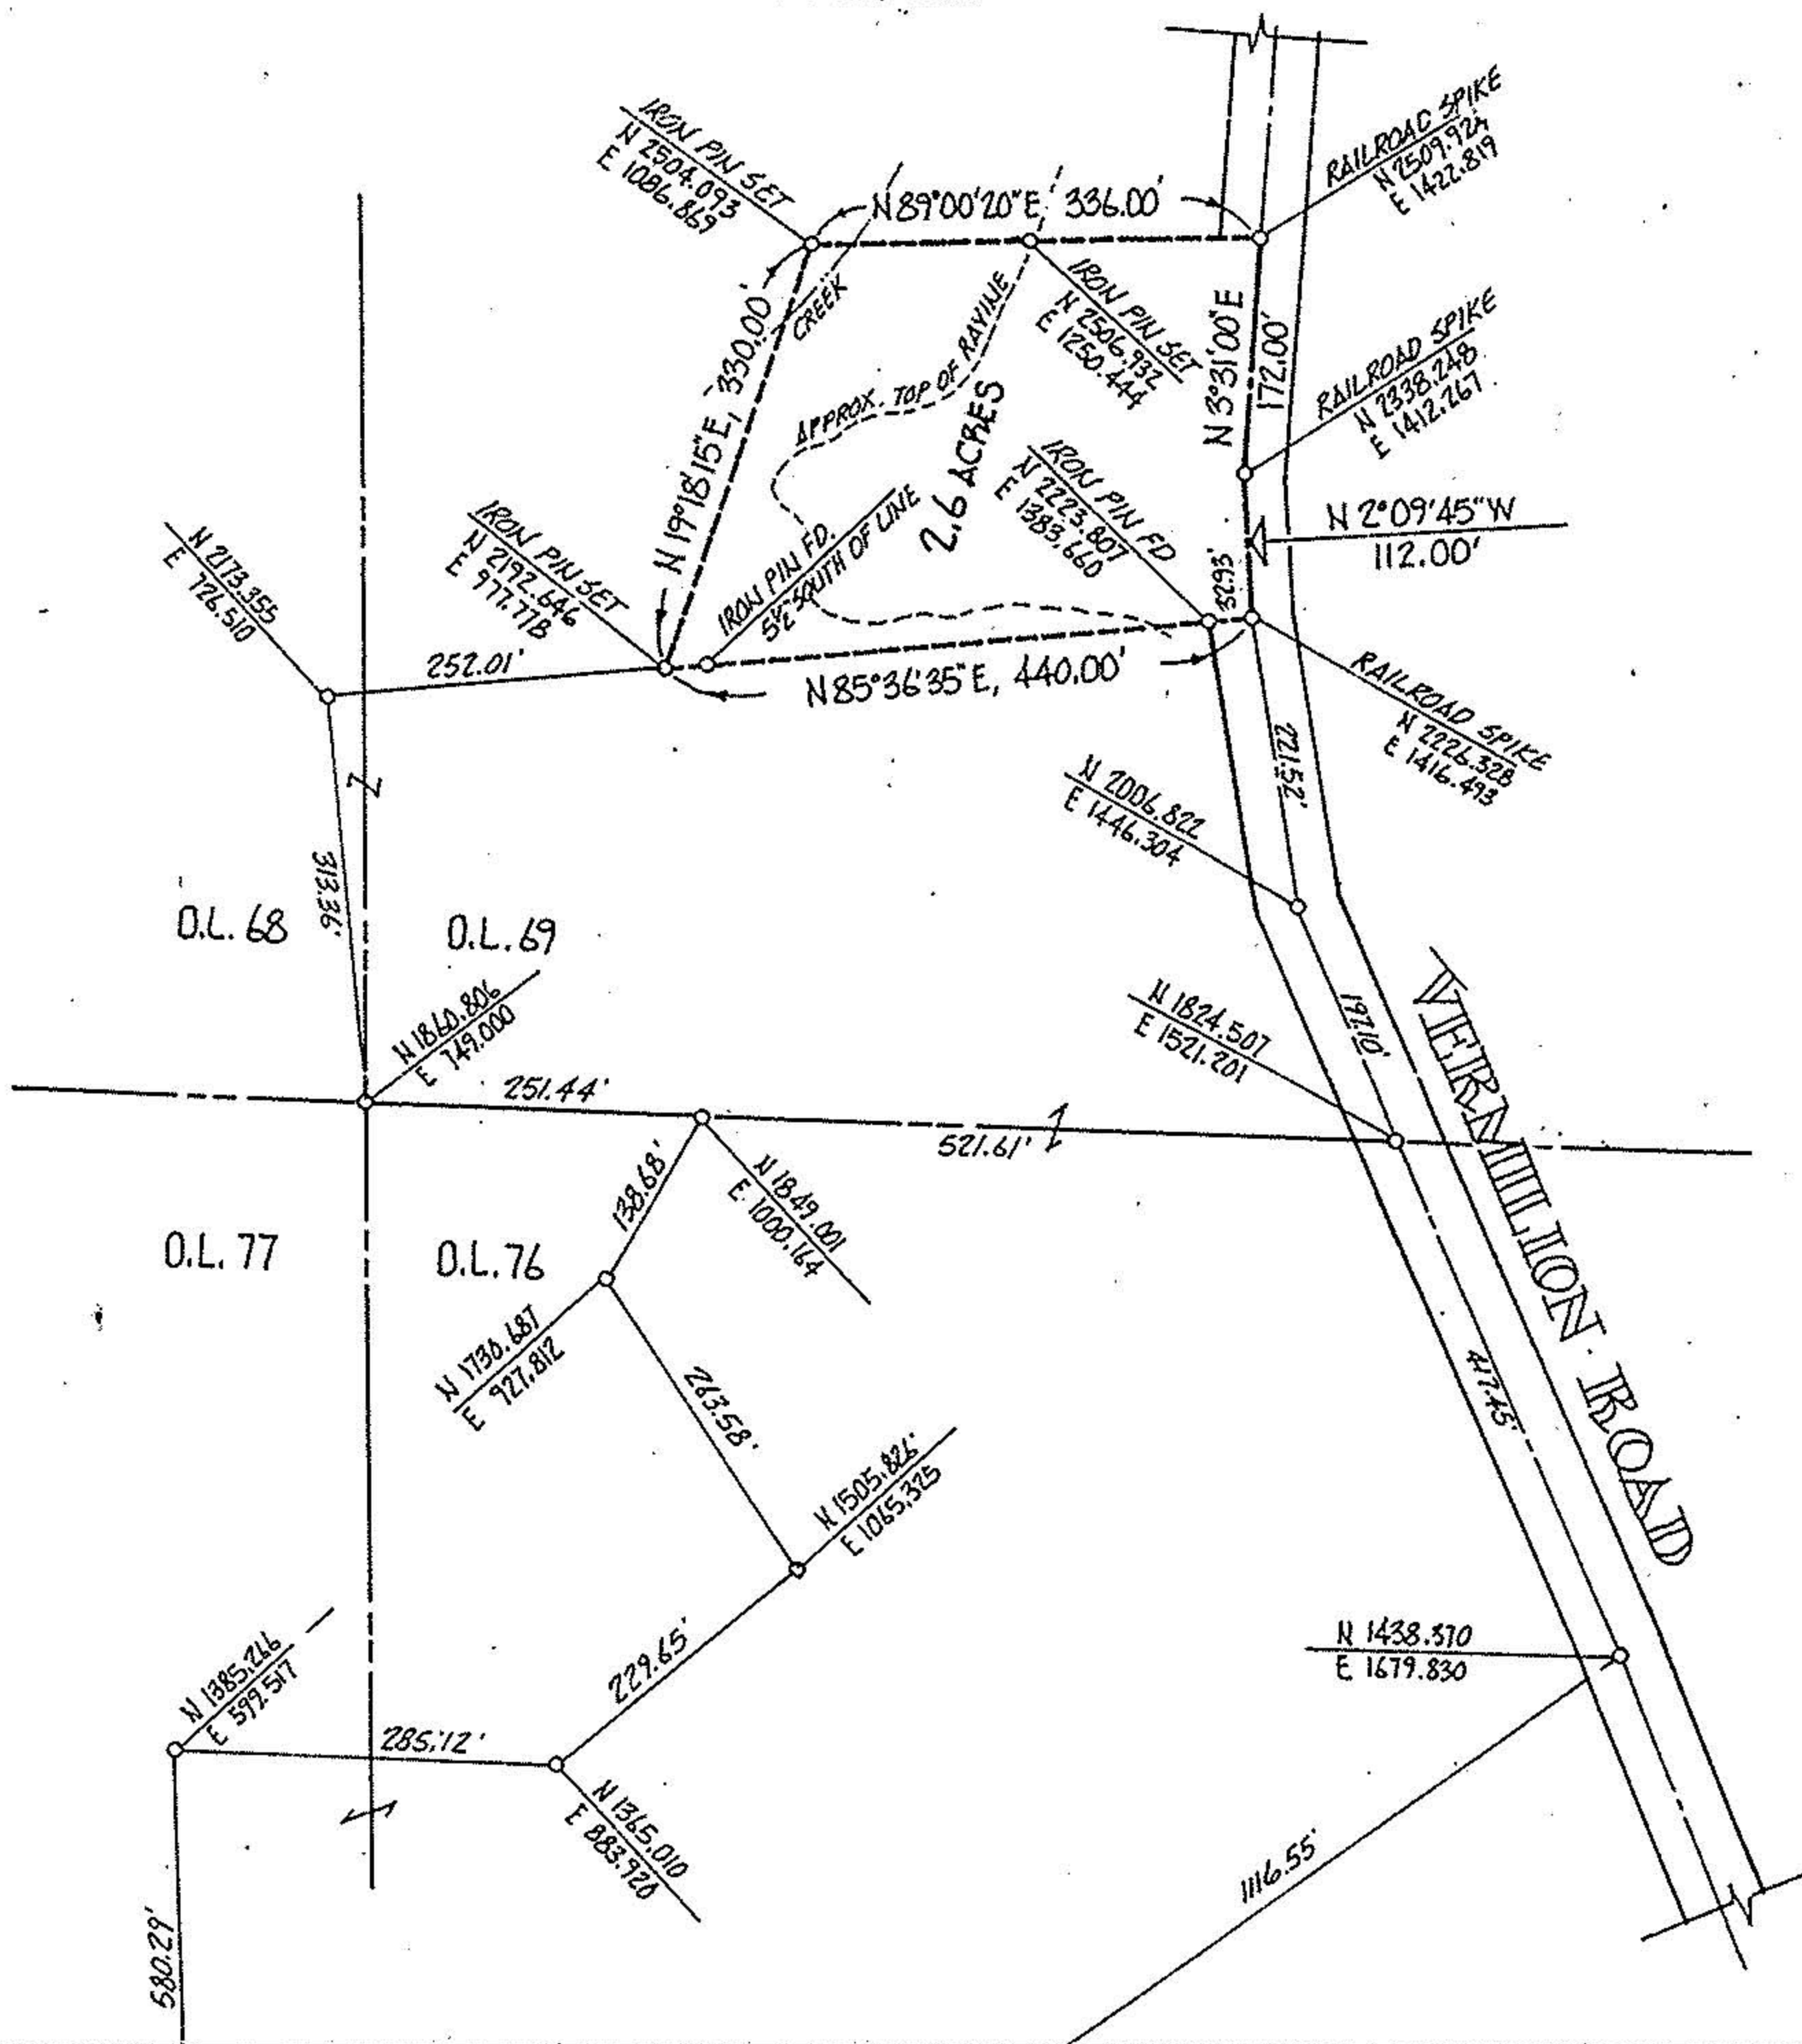 IRON PIN SET
N 2504.093
E 1086.869
N89°00'20"E, 336.00'
RAILROAD SPIKE
N 2509.924
E 1422.819
CREEK
IRON PIN SET
N 2506.932
E 1250.444
N 3°31'00"E
172.00'
RAILROAD SPIKE
N 2338.248
E 1412.267
N19°18'15"E, 330.00'
APPROX. TOP OF RAVINE
2.6 ACRES
IRON PIN FD
N 2223.807
E 1383.660
N 2°09'45"W
112.00'
IRON PIN SET
N 2192.646
E 977.778
IRON PIN FD.
5½" SOUTH OF LINE
32.93'
N 2173.355
E 726.510
252.01'
N85°36'35"E, 440.00'
RAILROAD SPIKE
N 2226.328
E 1416.493
221.52'
N 2006.822
E 1446.304
313.36'
O.L. 68
O.L. 69
N 1860.806
E 749.000
251.44'
N 1824.507
E 1521.201
197.10'
521.61'
VERMILION ROAD
138.68'
N 1849.001
E 1000.164
O.L. 77
O.L. 76
N 1730.687
E 927.812
263.58'
417.45'
N 1505.826
E 1065.325
N 1438.370
E 1679.830
229.65'
N 1385.266
E 599.517
285.12'
N 1365.010
E 883.920
1116.55'
580.29'